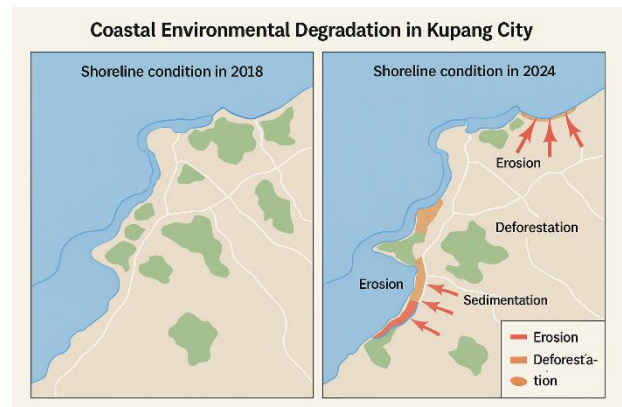 Coastal Environmental Degradation in Kupang City
Shoreline condition in 2018
Shoreline condition in 2024
Erosion
Deforestation
Erosion
Sedimentation
Erosion
Deforest'a-
tion